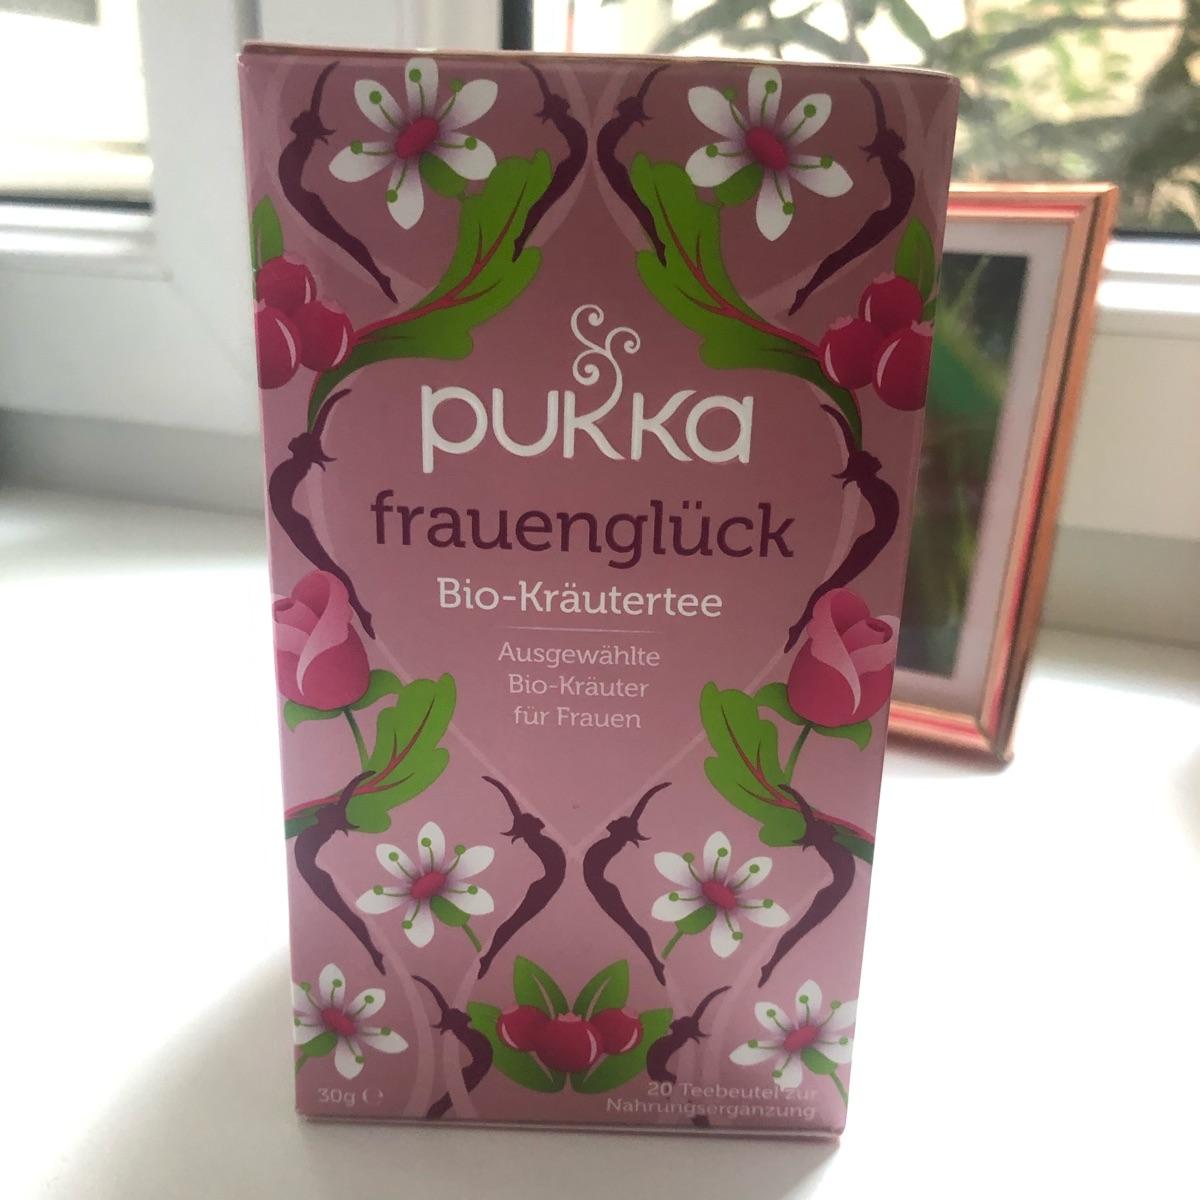 pukka
frauenglück
Bio-Kräutertee
Ausgewählte
Bio-Kräuter
für Frauen
30g ℮
20 Teebeutel zur
Nahrungsergänzung